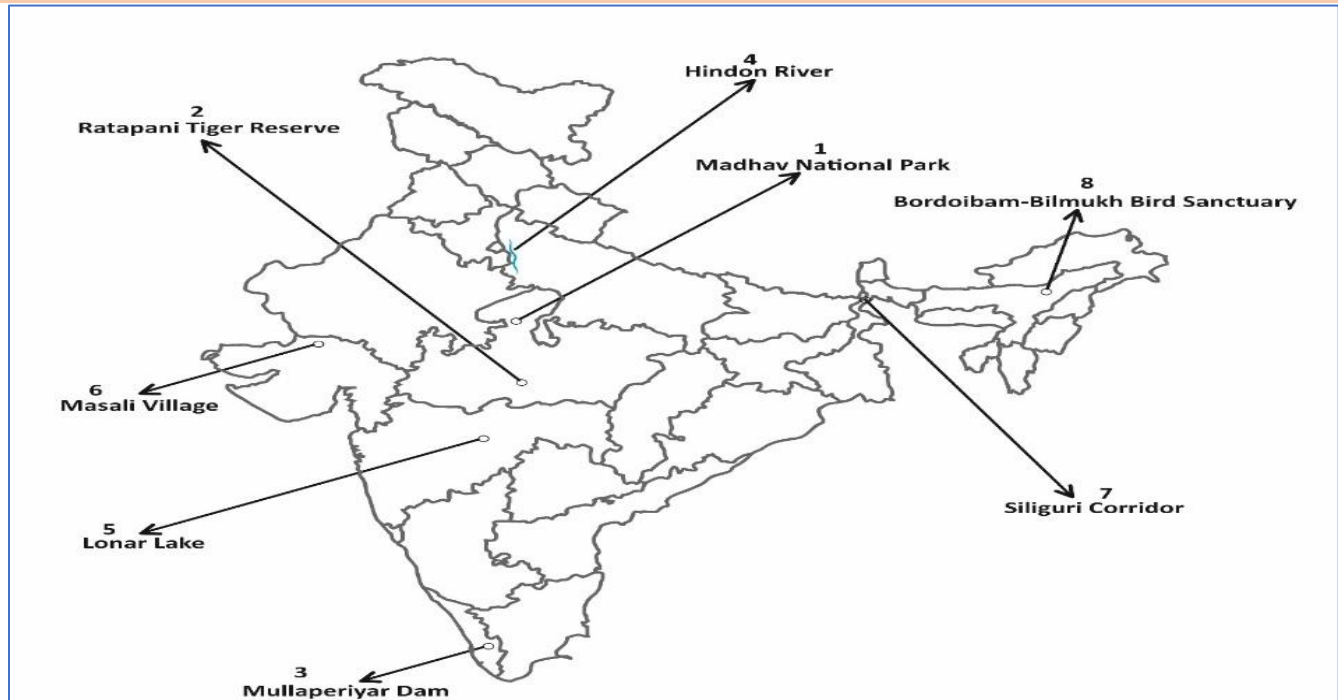 4
Hindon River
2
Ratapani Tiger Reserve
1
Madhav National Park
8
Bordoibam-Bilmukh Bird Sanctuary
6
Masali Village
7
Siliguri Corridor
5
Lonar Lake
3
Mullaperiyar Dam